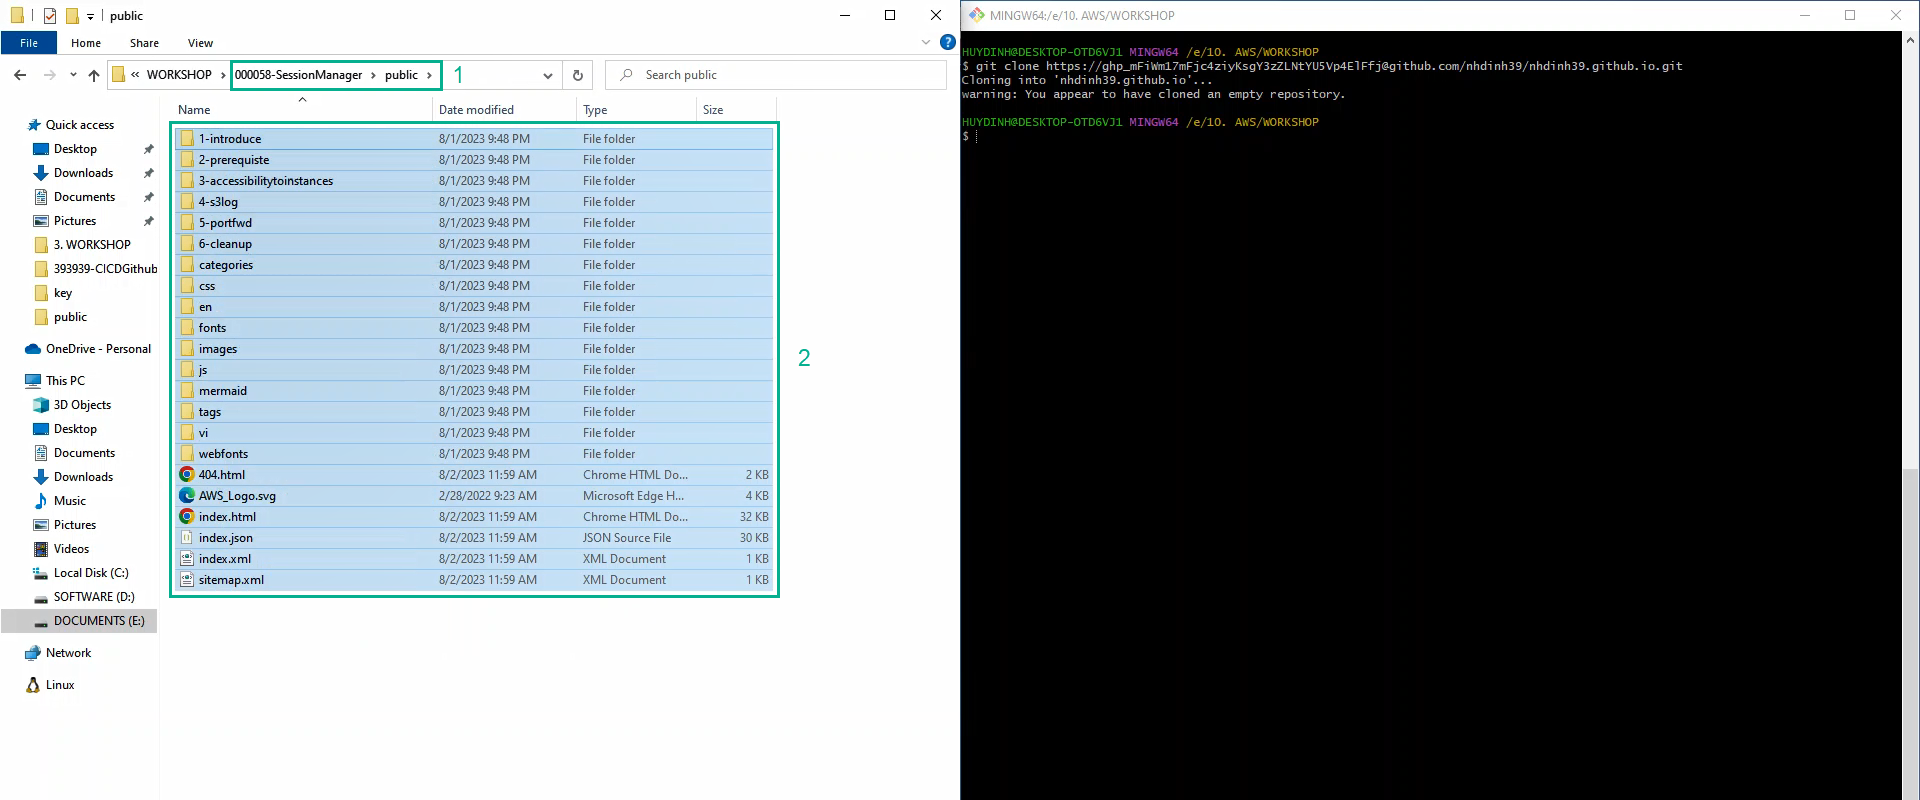 public
File Home Share View
« WORKSHOP › 000058-SessionManager › public › 1
Search public
Name Date modified Type Size
Quick access
Desktop
Downloads
Documents
Pictures
3. WORKSHOP
393939-CICDGithub
key
public
OneDrive - Personal
This PC
3D Objects
Desktop
Documents
Downloads
Music
Pictures
Videos
Local Disk (C:)
SOFTWARE (D:)
DOCUMENTS (E:)
Network
Linux
1-introduce 8/1/2023 9:48 PM File folder
2-prerequiste 8/1/2023 9:48 PM File folder
3-accessibilitytoinstances 8/1/2023 9:48 PM File folder
4-s3log 8/1/2023 9:48 PM File folder
5-portfwd 8/1/2023 9:48 PM File folder
6-cleanup 8/1/2023 9:48 PM File folder
categories 8/1/2023 9:48 PM File folder
css 8/1/2023 9:48 PM File folder
en 8/1/2023 9:48 PM File folder
fonts 8/1/2023 9:48 PM File folder
images 8/1/2023 9:48 PM File folder
js 8/1/2023 9:48 PM File folder
mermaid 8/1/2023 9:48 PM File folder
tags 8/1/2023 9:48 PM File folder
vi 8/1/2023 9:48 PM File folder
webfonts 8/1/2023 9:48 PM File folder
404.html 8/2/2023 11:59 AM Chrome HTML Do... 2 KB
AWS_Logo.svg 2/28/2022 9:23 AM Microsoft Edge H... 4 KB
index.html 8/2/2023 11:59 AM Chrome HTML Do... 32 KB
index.json 8/2/2023 11:59 AM JSON Source File 30 KB
index.xml 8/2/2023 11:59 AM XML Document 1 KB
sitemap.xml 8/2/2023 11:59 AM XML Document 1 KB
2
MINGW64:/e/10. AWS/WORKSHOP
HUYDINH@DESKTOP-OTD6VJ1 MINGW64 /e/10. AWS/WORKSHOP
$ git clone https://@github.com/nhdinh39/nhdinh39.github.io.git
Cloning into 'nhdinh39.github.io'...
warning: You appear to have cloned an empty repository.
HUYDINH@DESKTOP-OTD6VJ1 MINGW64 /e/10. AWS/WORKSHOP
$